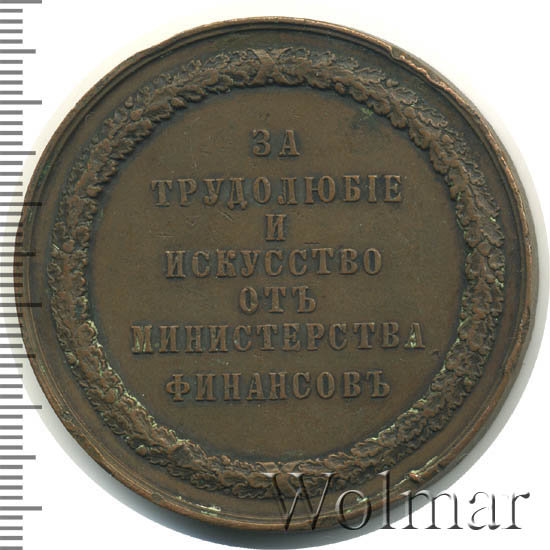 ЗА
ТРУДОЛЮБІЕ
И
ИСКУССТВО
ОТЪ
МИНИСТЕРСТВА
ФИНАНСОВЪ
Wolmar